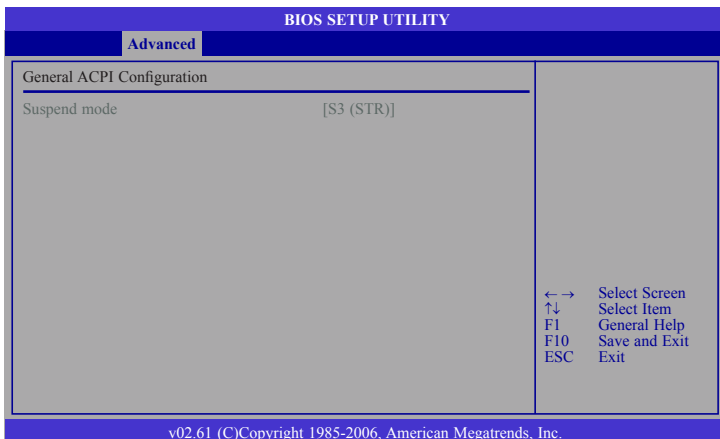 BIOS SETUP UTILITY
Advanced
General ACPI Configuration
Suspend mode [S3 (STR)]
←→ Select Screen
↑↓ Select Item
F1 General Help
F10 Save and Exit
ESC Exit
v02.61 (C)Copyright 1985-2006, American Megatrends, Inc.